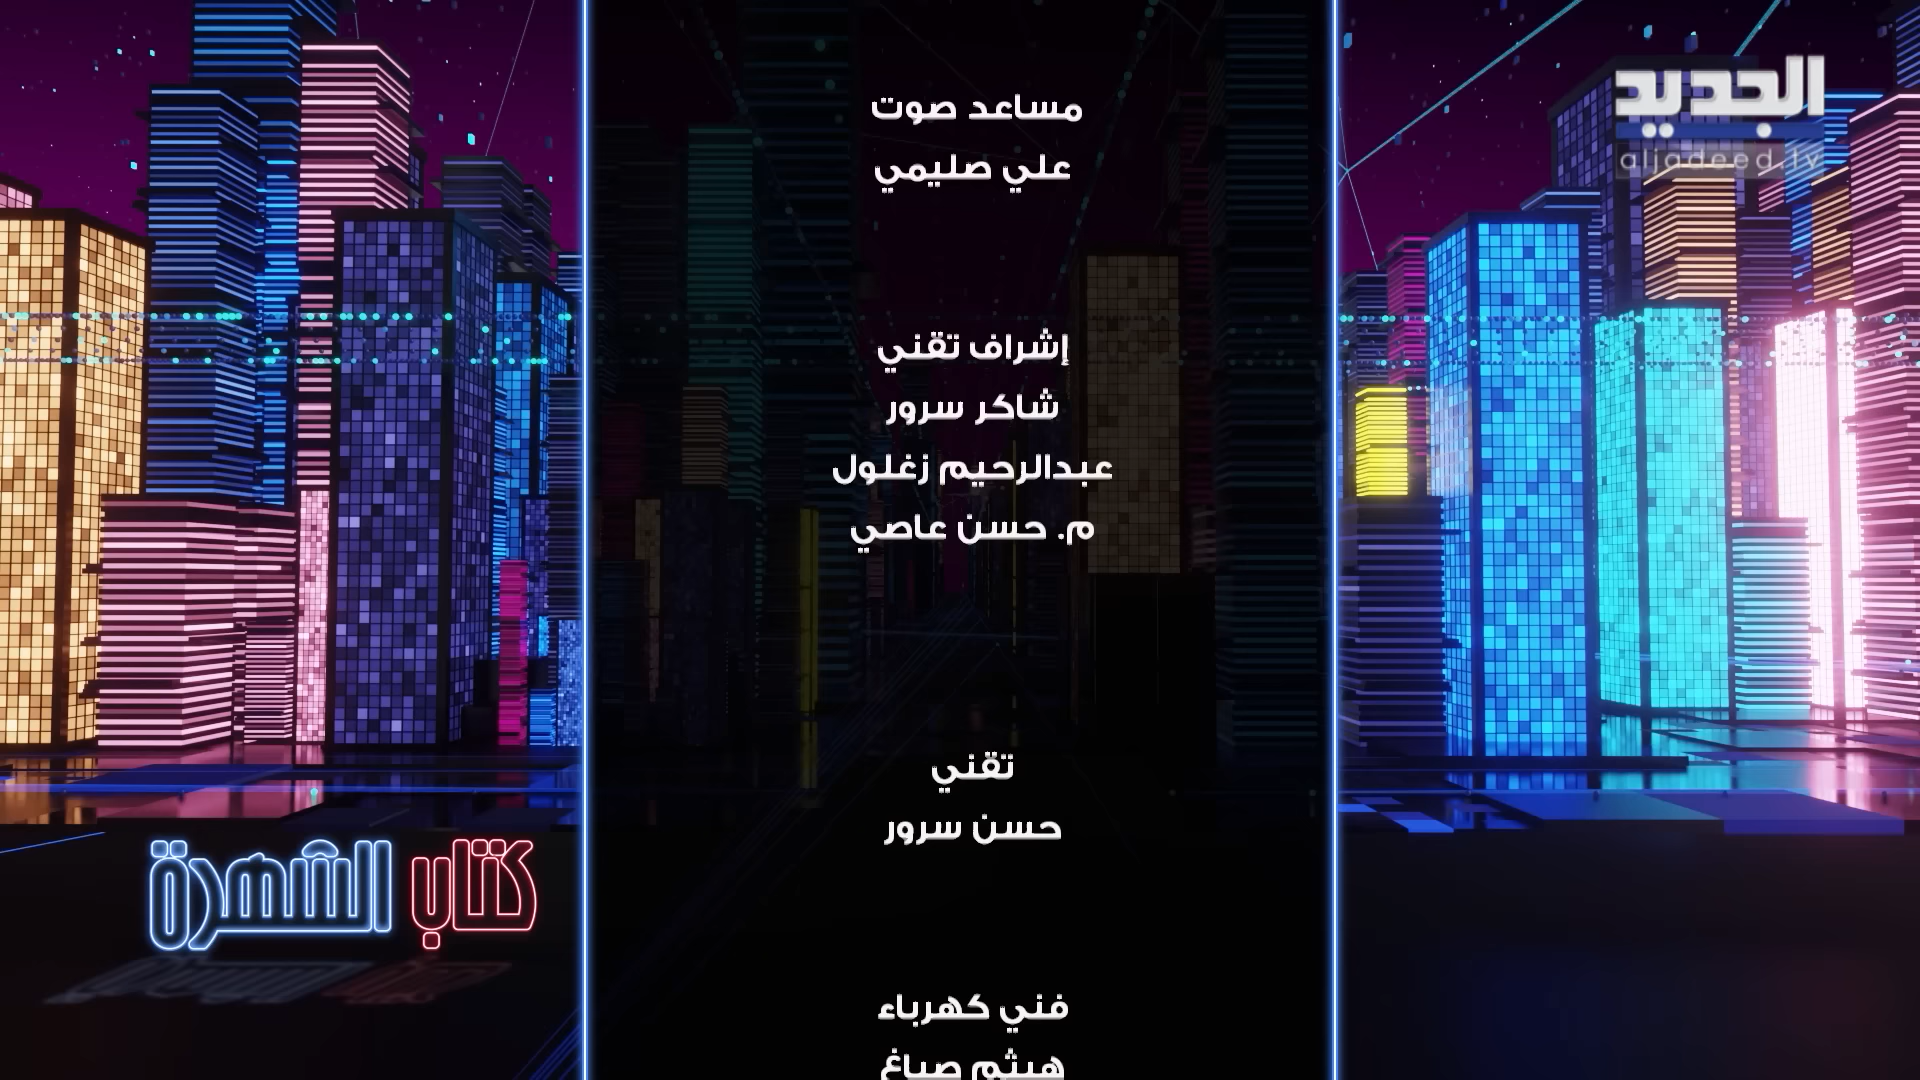 مساعد صوت
علي صليمي
إشراف تقني
شاكر سرور
عبدالرحيم زغلول
م. حسن عاصي
تقني
حسن سرور
فني كهرباء
هيثم صباغ
الجديد
aljadeed.tv
كتاب الشهرة